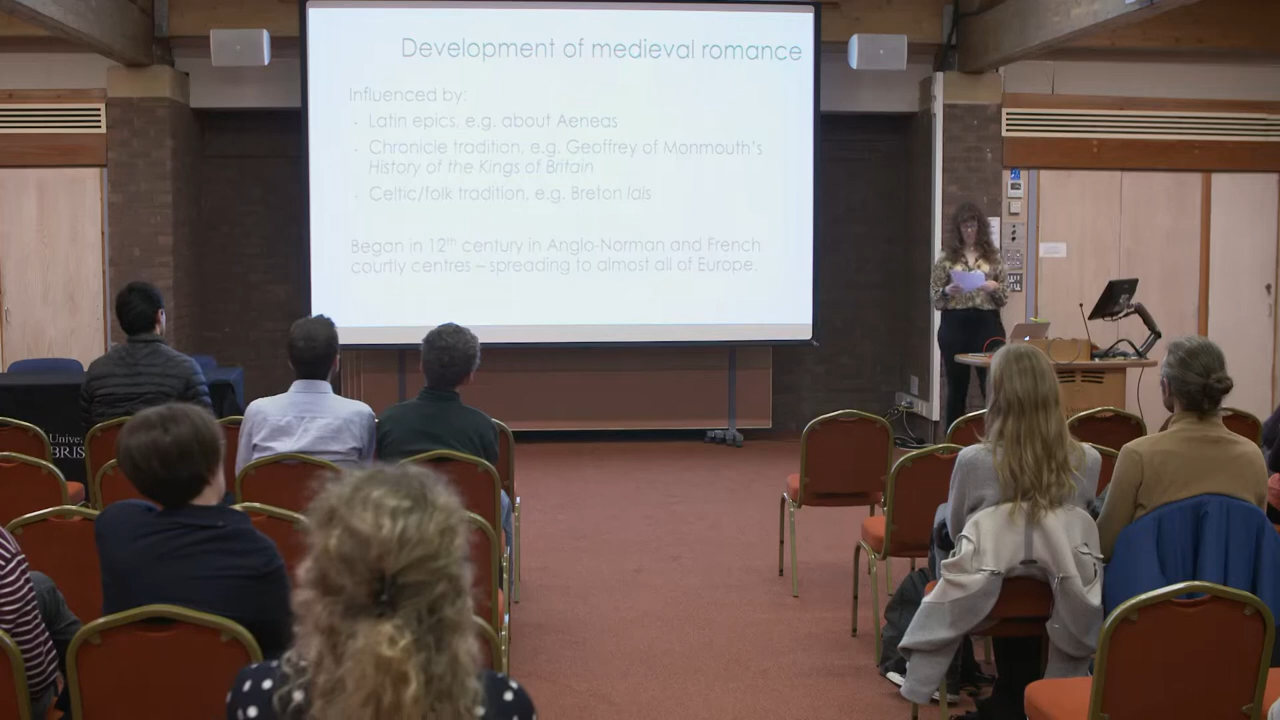 Development of medieval romance
Influenced by:
· Latin epics, e.g. about Aeneas
· Chronicle tradition, e.g. Geoffrey of Monmouth's
History of the Kings of Britain
· Celtic/folk tradition, e.g. Breton lais
Began in 12th century in Anglo-Norman and French
courtly centres – spreading to almost all of Europe.
Unive
BRIS